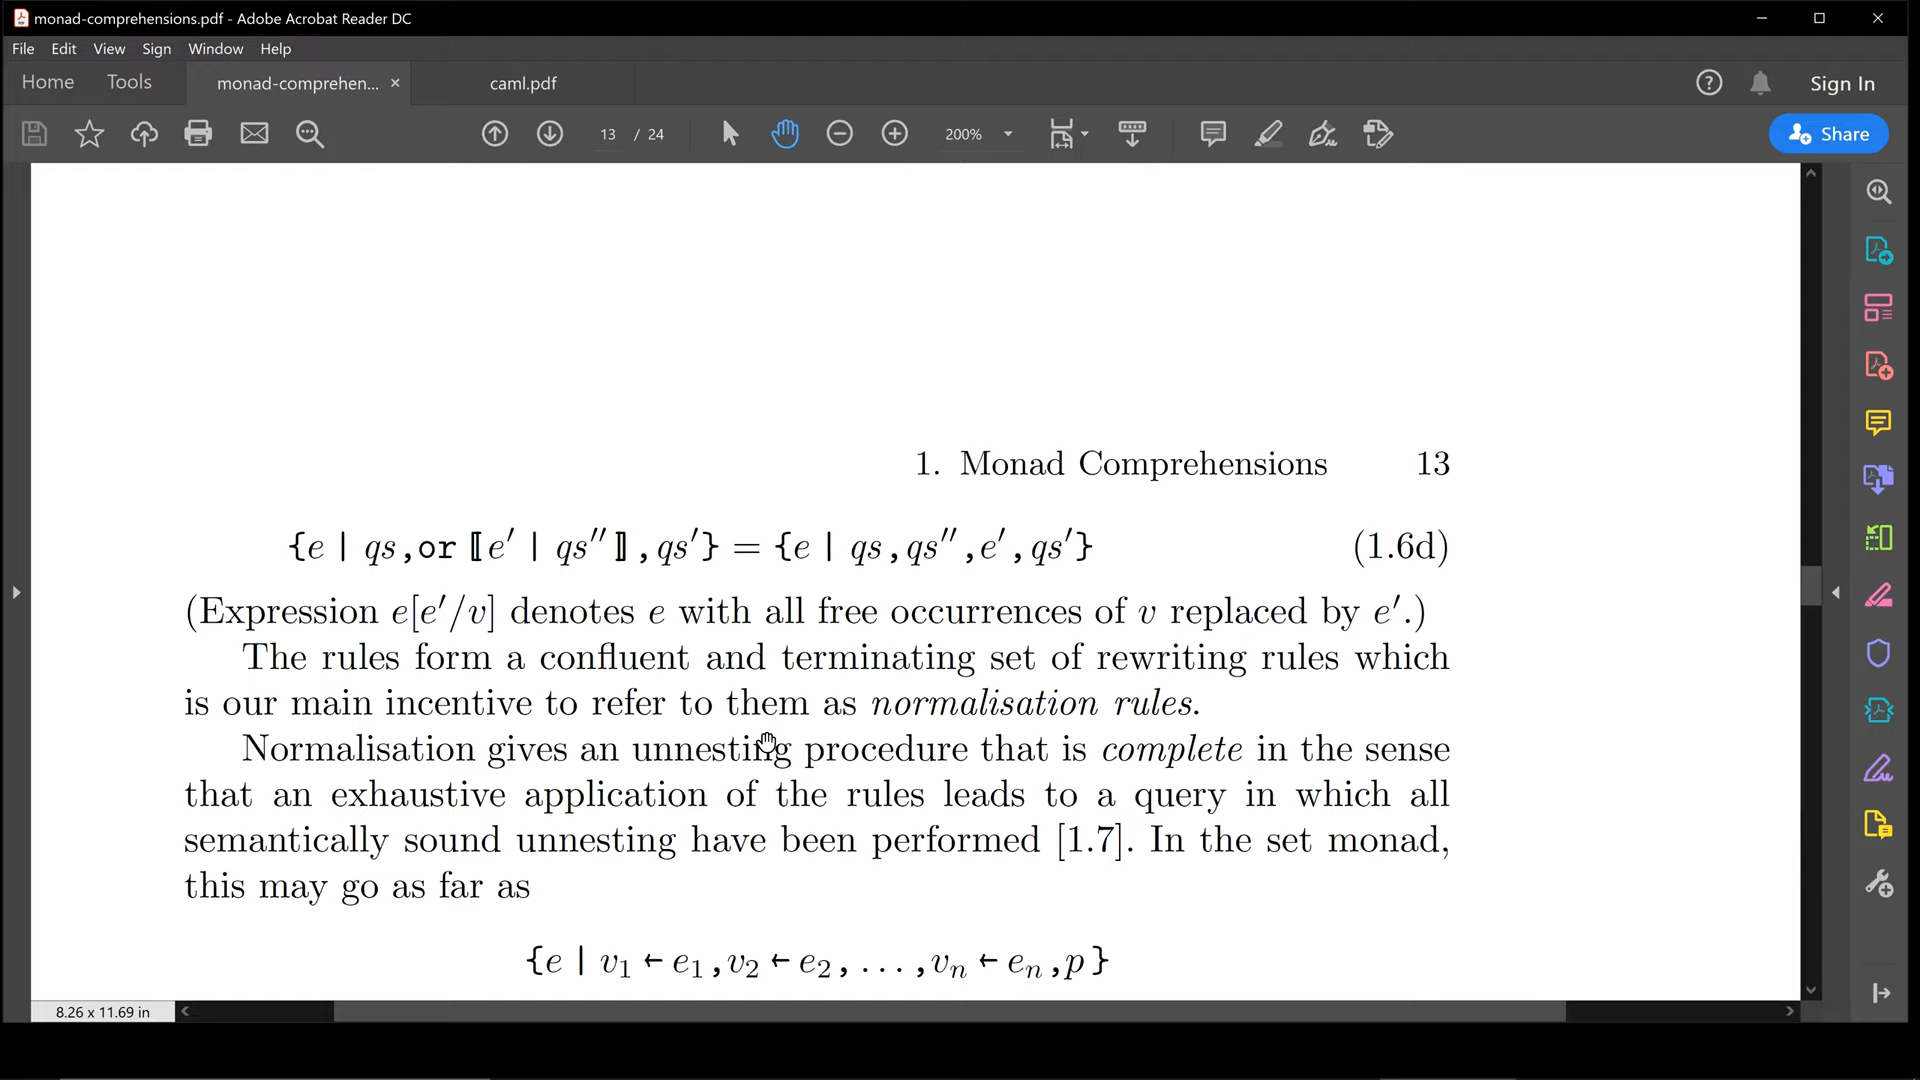 monad-comprehensions.pdf - Adobe Acrobat Reader DC
File Edit View Sign Window Help
Home Tools monad-comprehen... × caml.pdf Sign In
13 / 24 200% Share
1. Monad Comprehensions 13
{e | qs,or ⟦e′ | qs″⟧,qs′} = {e | qs,qs″,e′,qs′} (1.6d)
(Expression e[e′/v] denotes e with all free occurrences of v replaced by e′.)
The rules form a confluent and terminating set of rewriting rules which
is our main incentive to refer to them as normalisation rules.
Normalisation gives an unnesting procedure that is complete in the sense
that an exhaustive application of the rules leads to a query in which all
semantically sound unnesting have been performed [1.7]. In the set monad,
this may go as far as
{e | v₁ ← e₁,v₂ ← e₂,...,vₙ ← eₙ,p}
8.26 x 11.69 in